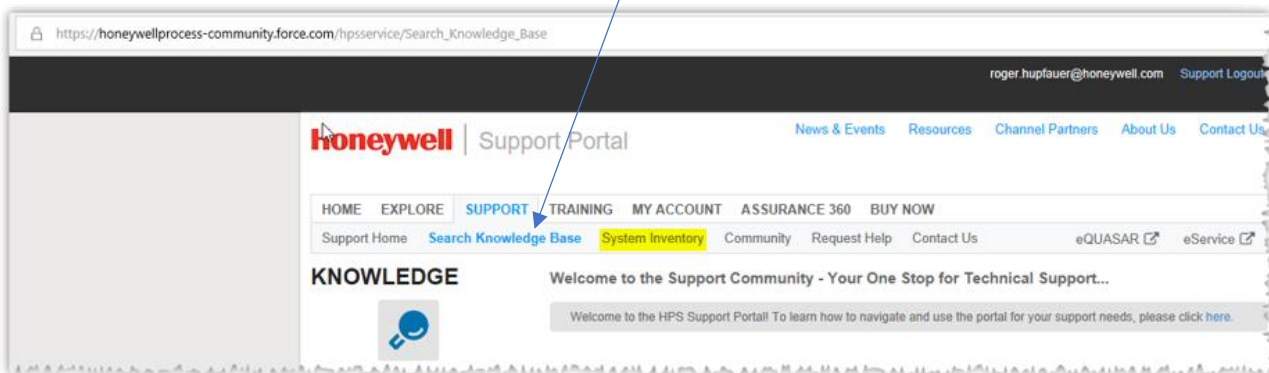 https://honeywellprocess-community.force.com/hpsservice/Search_Knowledge_Base
roger.hupfauer@honeywell.com Support Logout
Honeywell | Support Portal News & Events Resources Channel Partners About Us Contact Us
HOME EXPLORE SUPPORT TRAINING MY ACCOUNT ASSURANCE 360 BUY NOW
Support Home Search Knowledge Base System Inventory Community Request Help Contact Us eQUASAR eService
KNOWLEDGE Welcome to the Support Community - Your One Stop for Technical Support...
Welcome to the HPS Support Portal! To learn how to navigate and use the portal for your support needs, please click here.